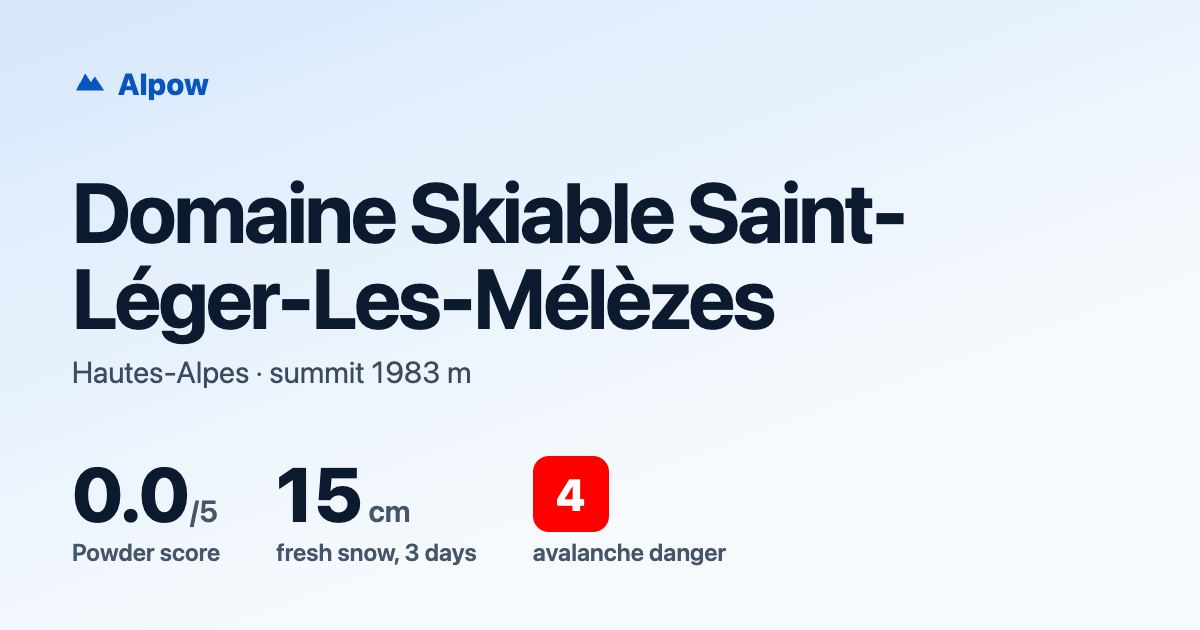 Alpow
Domaine Skiable Saint-
Léger-Les-Mélèzes
Hautes-Alpes · summit 1983 m
0.0/5 15 cm 4
Powder score fresh snow, 3 days avalanche danger